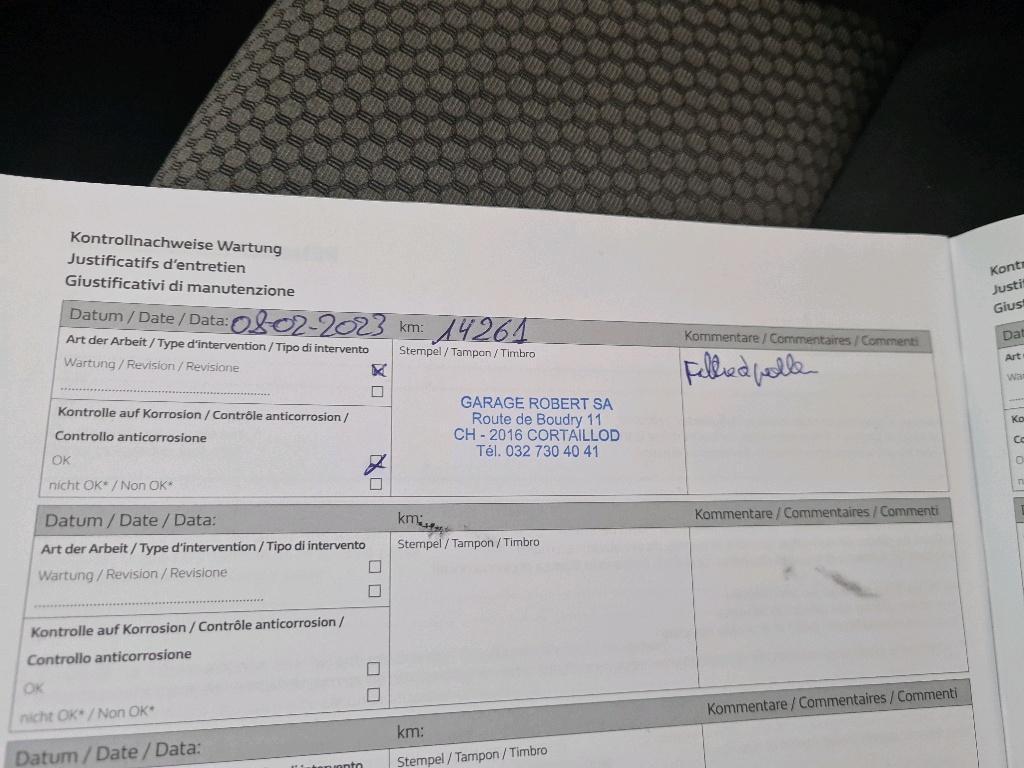 Kontrollnachweise Wartung
Justificatifs d'entretien
Giustificativi di manutenzione
Datum / Date / Data: 08-02-2023 km: 14261 Kommentare / Commentaires / Commenti
Art der Arbeit / Type d'intervention / Tipo di intervento
Stempel / Tampon / Timbro
Wartung / Revision / Revisione
Filtre à pollen
GARAGE ROBERT SA
Route de Boudry 11
CH - 2016 CORTAILLOD
Tél. 032 730 40 41
Kontrolle auf Korrosion / Contrôle anticorrosion /
Controllo anticorrosione
OK
nicht OK* / Non OK*
Datum / Date / Data: km: Kommentare / Commentaires / Commenti
Art der Arbeit / Type d'intervention / Tipo di intervento
Stempel / Tampon / Timbro
Wartung / Revision / Revisione
Kontrolle auf Korrosion / Contrôle anticorrosion /
Controllo anticorrosione
OK
nicht OK* / Non OK*
Datum / Date / Data: km: Kommentare / Commentaires / Commenti
Stempel / Tampon / Timbro